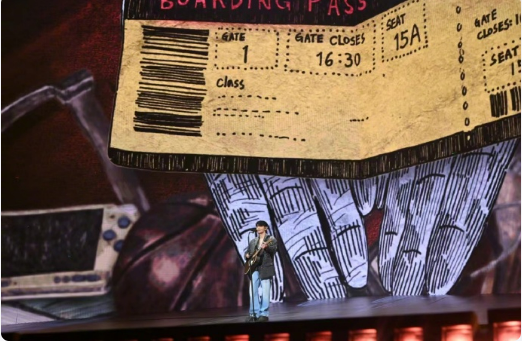 BOARDING PASS
GATE
1
GATE CLOSES
16:30
SEAT
15A
Class
GATE
CLOSES:
SEAT